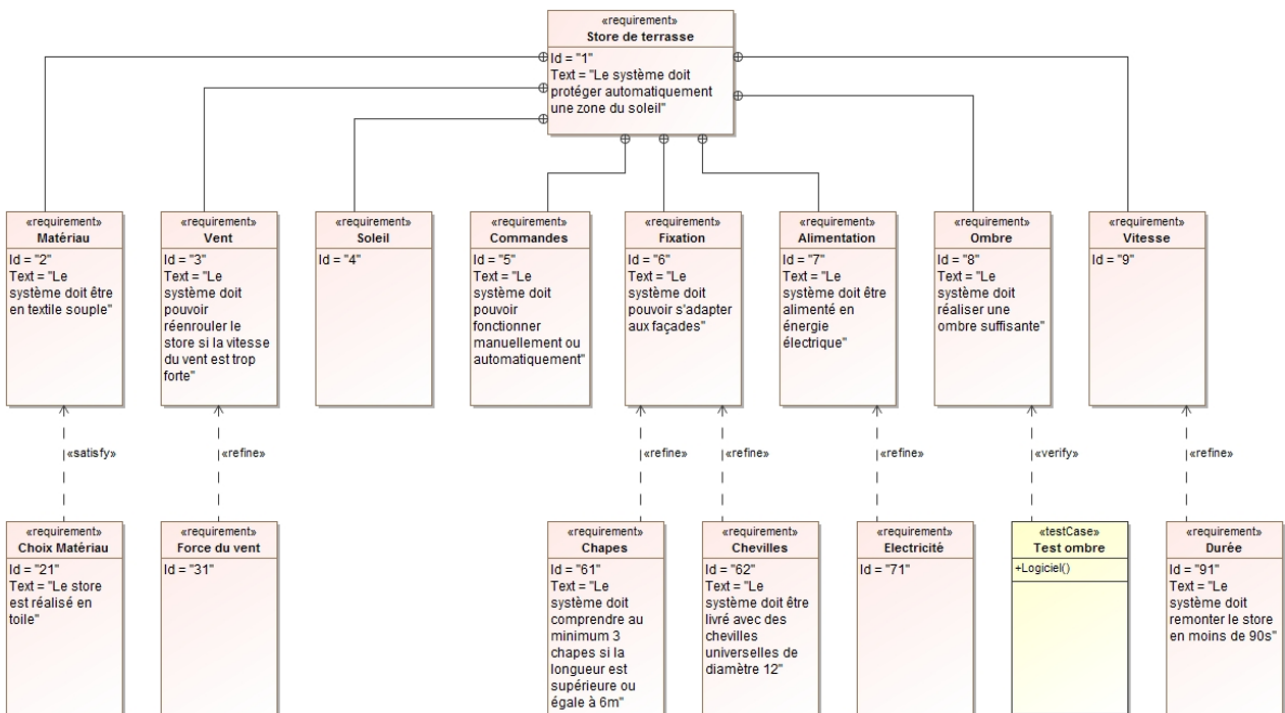 «requirement»
Store de terrasse
Id = "1"
Text = "Le système doit
protéger automatiquement
une zone du soleil"
«requirement»
Matériau
Id = "2"
Text = "Le
système doit être
en textile souple"
«requirement»
Vent
Id = "3"
Text = "Le
système doit
pouvoir
réenrouler le
store si la vitesse
du vent est trop
forte"
«requirement»
Soleil
Id = "4"
«requirement»
Commandes
Id = "5"
Text = "Le
système doit
pouvoir
fonctionner
manuellement ou
automatiquement"
«requirement»
Fixation
Id = "6"
Text = "Le
système doit
pouvoir s'adapter
aux façades"
«requirement»
Alimentation
Id = "7"
Text = "Le
système doit être
alimenté en
énergie
électrique"
«requirement»
Ombre
Id = "8"
Text = "Le
système doit
réaliser une
ombre suffisante"
«requirement»
Vitesse
Id = "9"
«satisfy»
«refine»
«refine»
«refine»
«refine»
«verify»
«refine»
«requirement»
Choix Matériau
Id = "21"
Text = "Le store
est réalisé en
toile"
«requirement»
Force du vent
Id = "31"
«requirement»
Chapes
Id = "61"
Text = "Le
système doit
comprendre au
minimum 3
chapes si la
longueur est
supérieure ou
égale à 6m"
«requirement»
Chevilles
Id = "62"
Text = "Le
système doit être
livré avec des
chevilles
universelles de
diamètre 12"
«requirement»
Electricité
Id = "71"
«testCase»
Test ombre
+Logiciel()
«requirement»
Durée
Id = "91"
Text = "Le
système doit
remonter le store
en moins de 90s"